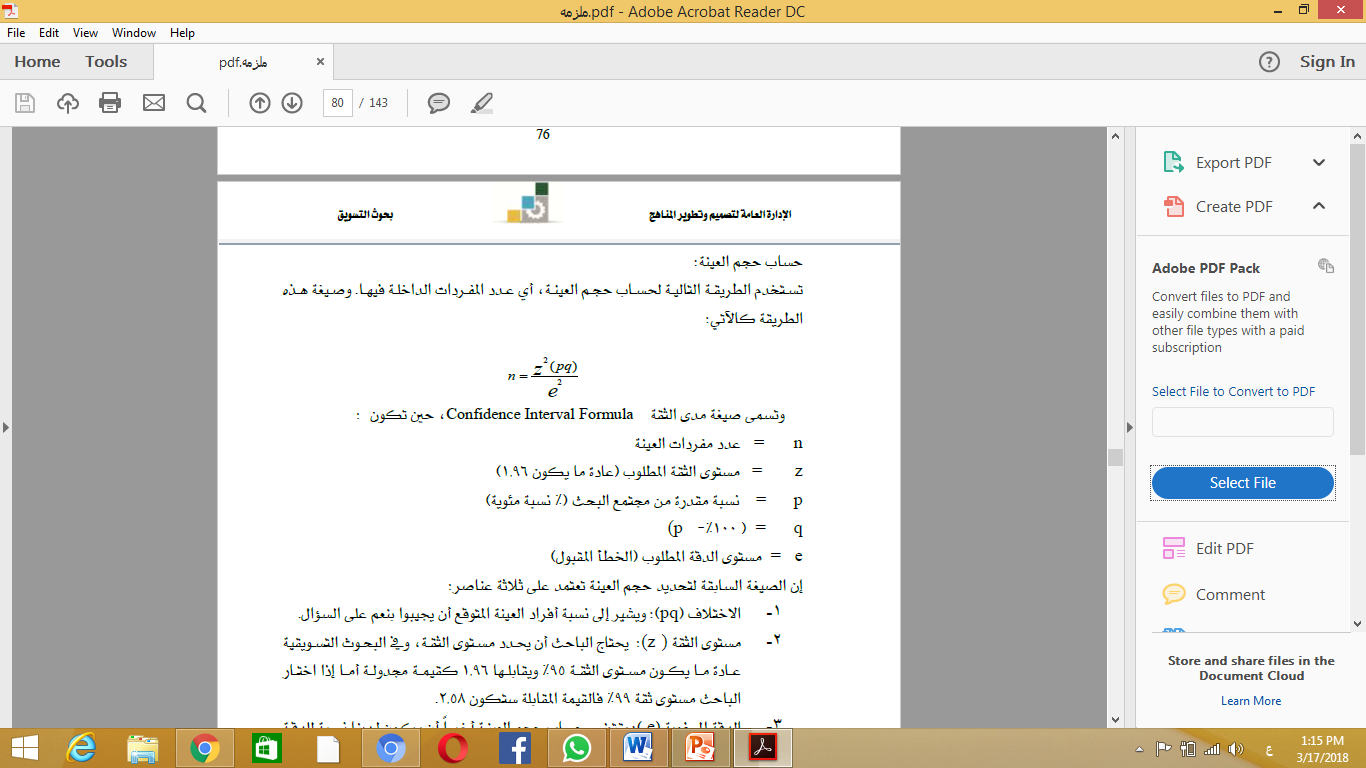 ملزمه.pdf - Adobe Acrobat Reader DC
File Edit View Window Help
Home Tools ملزمه.pdf × Sign In
80 / 143
76
الإدارة العامة لتصميم وتطوير المناهج بحوث التسويق
حساب حجم العينة:
تستخدم الطريقة التالية لحساب حجم العينة، أي عدد المفردات الداخلة فيها. وصيغة هذه
الطريقة كالآتي:
n = z²(pq) / e²
وتسمى صيغة مدى الثقة Confidence Interval Formula، حين تكون :
n = عدد مفردات العينة
z = مستوى الثقة المطلوب (عادة ما يكون ١.٩٦)
p = نسبة مقدرة من مجتمع البحث (٪ نسبة مئوية)
q = (١٠٠٪ - p)
e = مستوى الدقة المطلوب (الخطأ المقبول)
إن الصيغة السابقة لتحديد حجم العينة تعتمد على ثلاثة عناصر:
١- الاختلاف (pq): ويشير إلى نسبة أفراد العينة المتوقع أن يجيبوا بنعم على السؤال.
٢- مستوى الثقة ( z): يحتاج الباحث أن يحدد مستوى الثقة، وفي البحوث التسويقية
عادة ما يكون مستوى الثقة ٩٥٪ ويقابلها ١.٩٦ كقيمة مجدولة أما إذا اختار
الباحث مستوى ثقة ٩٩٪ فالقيمة المقابلة ستكون ٢.٥٨.
٣-
Export PDF
Create PDF
Adobe PDF Pack
Convert files to PDF and
easily combine them with
other file types with a paid
subscription
Select File to Convert to PDF
Select File
Edit PDF
Comment
Store and share files in the
Document Cloud
Learn More
ع 1:15 PM
3/17/2018